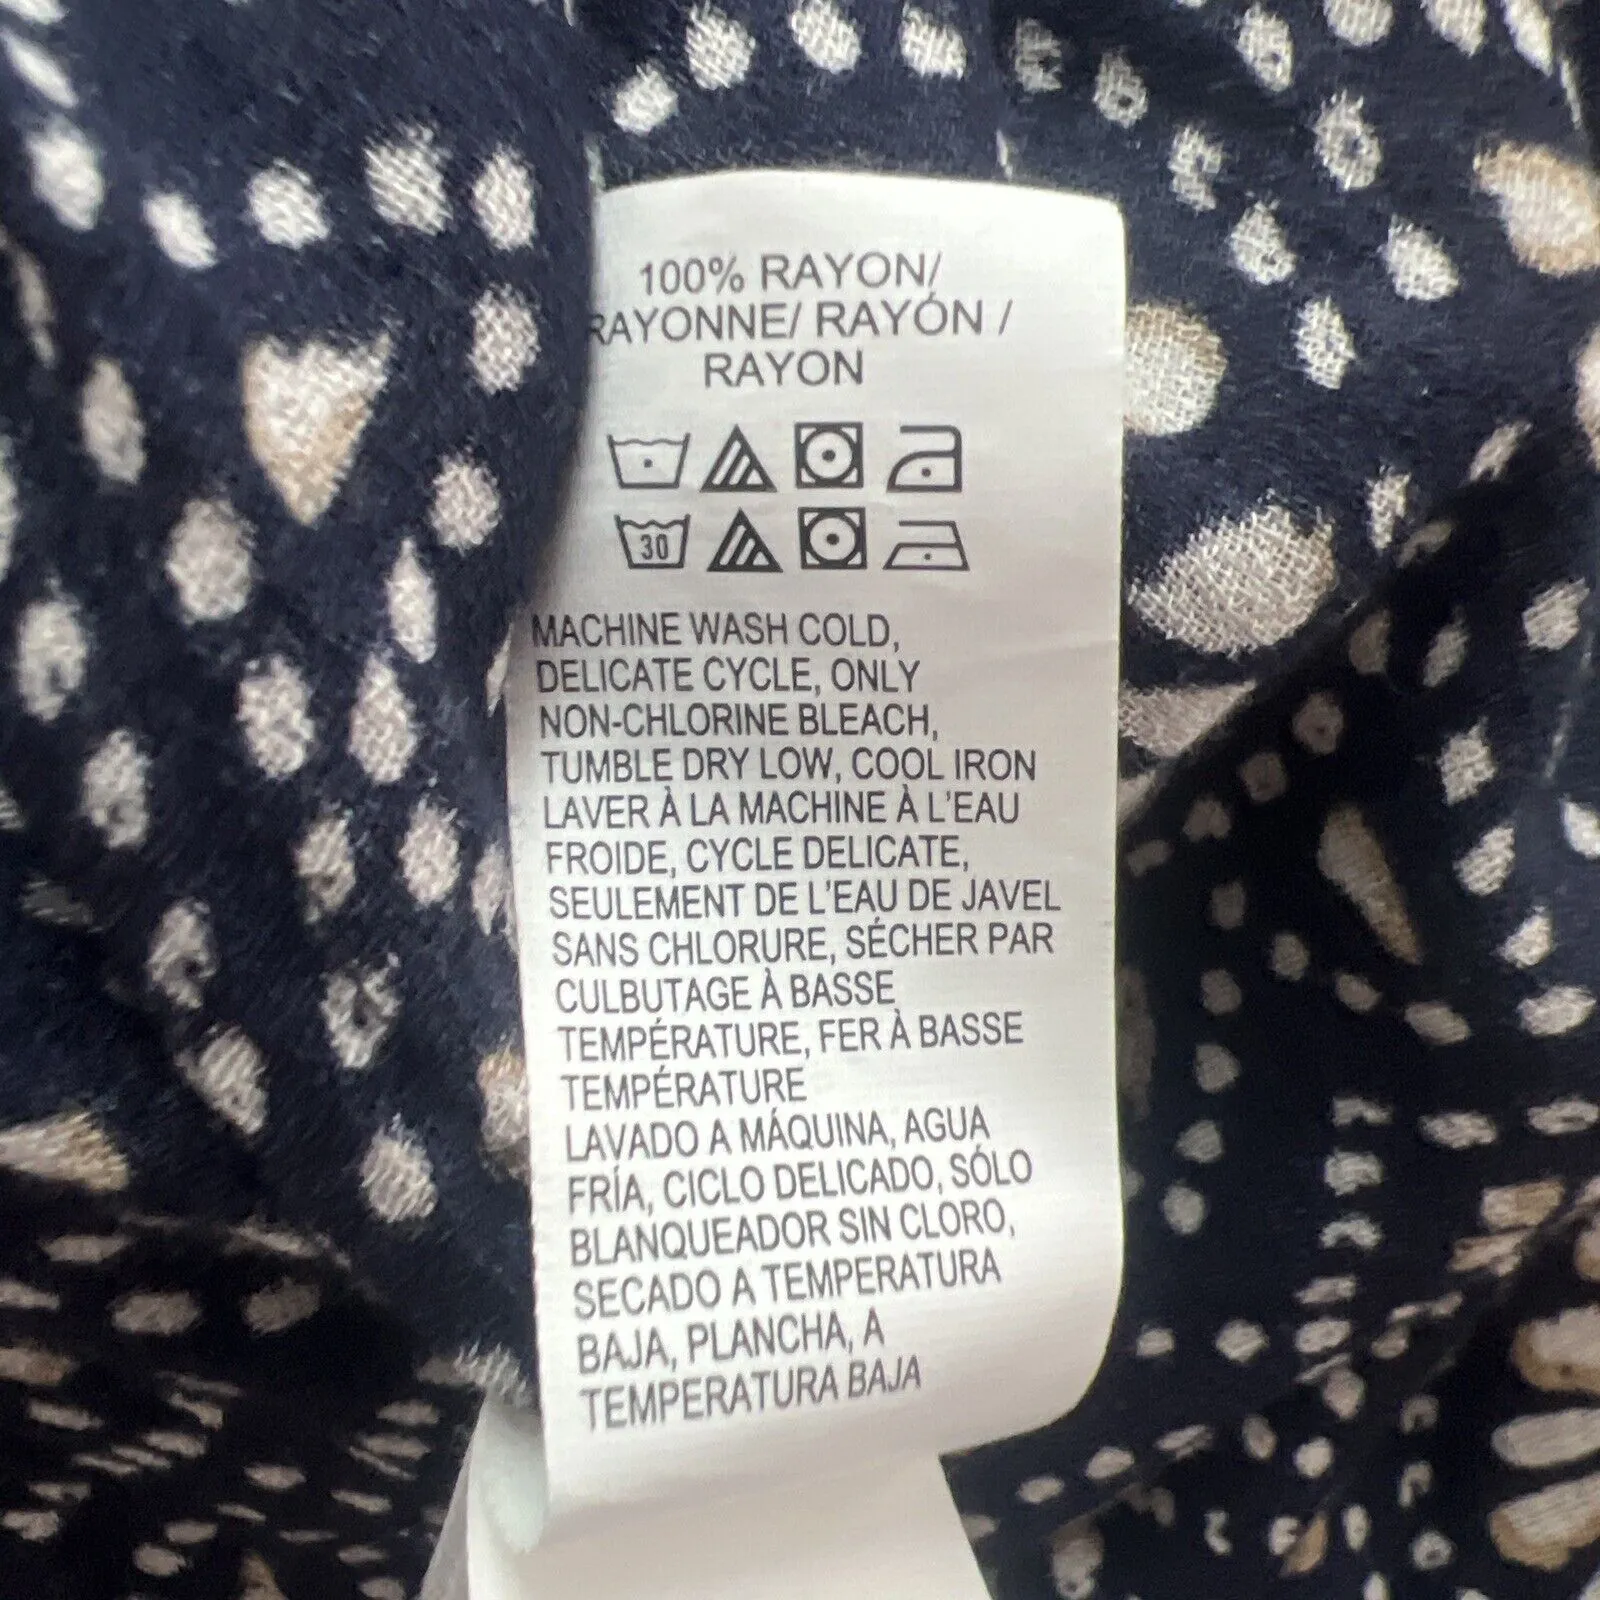 100% RAYON/
RAYONNE/ RAYÓN /
RAYON
30
MACHINE WASH COLD,
DELICATE CYCLE, ONLY
NON-CHLORINE BLEACH,
TUMBLE DRY LOW, COOL IRON
LAVER À LA MACHINE À L'EAU
FROIDE, CYCLE DELICATE,
SEULEMENT DE L'EAU DE JAVEL
SANS CHLORURE, SÉCHER PAR
CULBUTAGE À BASSE
TEMPÉRATURE, FER À BASSE
TEMPÉRATURE
LAVADO A MÁQUINA, AGUA
FRÍA, CICLO DELICADO, SÓLO
BLANQUEADOR SIN CLORO,
SECADO A TEMPERATURA
BAJA, PLANCHA, A
TEMPERATURA BAJA